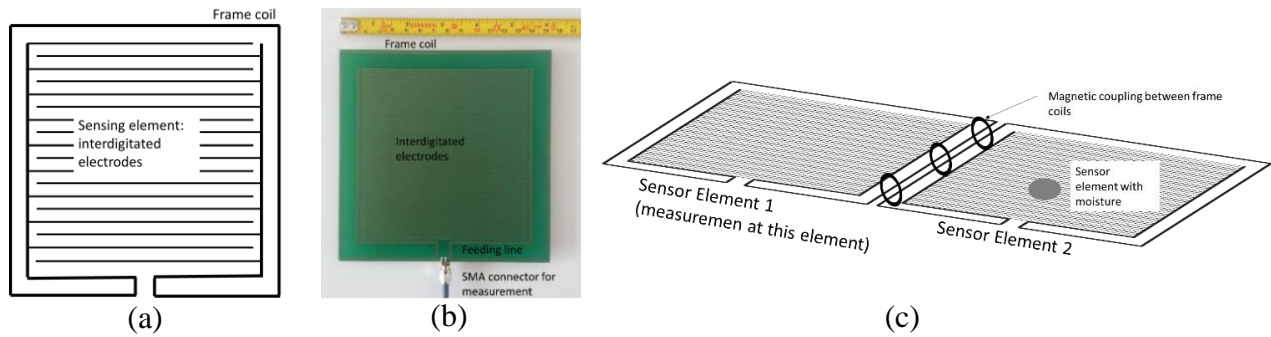 Frame coil
Sensing element:
interdigitated
electrodes
(a)
Frame coil
Interdigitated
electrodes
Feeding line
SMA connector for
measurement
(b)
Magnetic coupling between frame
coils
Sensor Element 1
(measuremen at this element)
Sensor
element with
moisture
Sensor Element 2
(c)